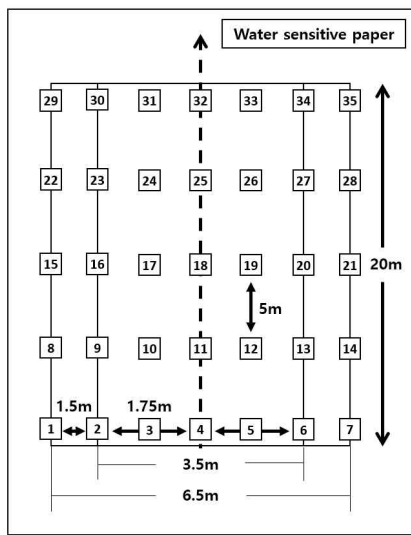 Water sensitive paper
29 30 31 32 33 34 35
22 23 24 25 26 27 28
15 16 17 18 19 20 21
20m
5m
8 9 10 11 12 13 14
1.5m 1.75m
1 2 3 4 5 6 7
3.5m
6.5m